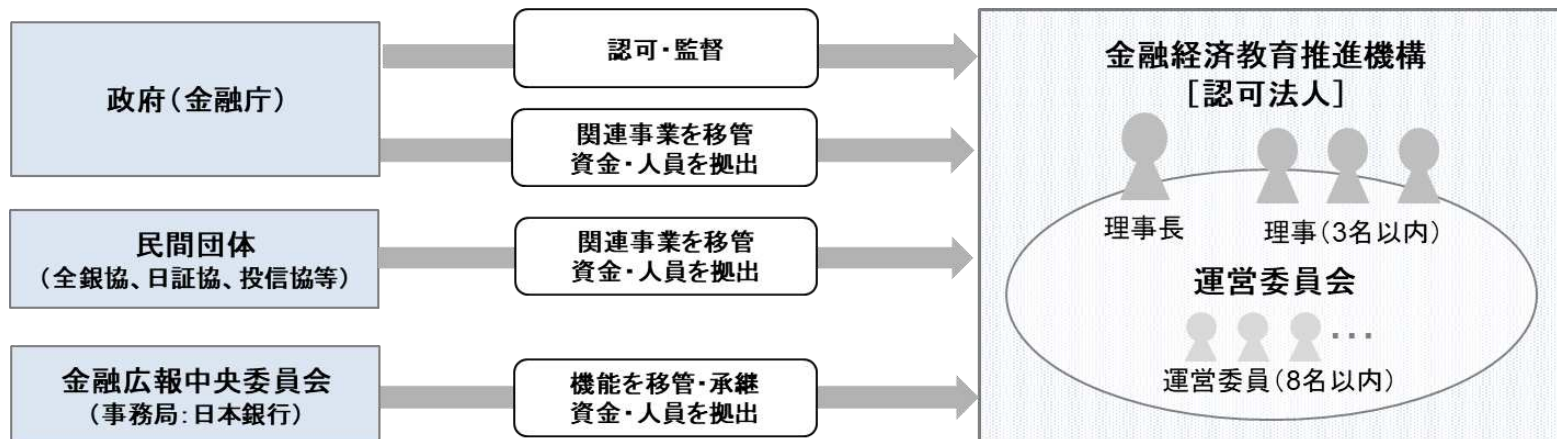 政府(金融庁)
認可・監督
関連事業を移管
資金・人員を拠出
民間団体
(全銀協、日証協、投信協等)
関連事業を移管
資金・人員を拠出
金融広報中央委員会
(事務局:日本銀行)
機能を移管・承継
資金・人員を拠出
金融経済教育推進機構
[認可法人]
理事長
理事(3名以内)
運営委員会
…
運営委員(8名以内)